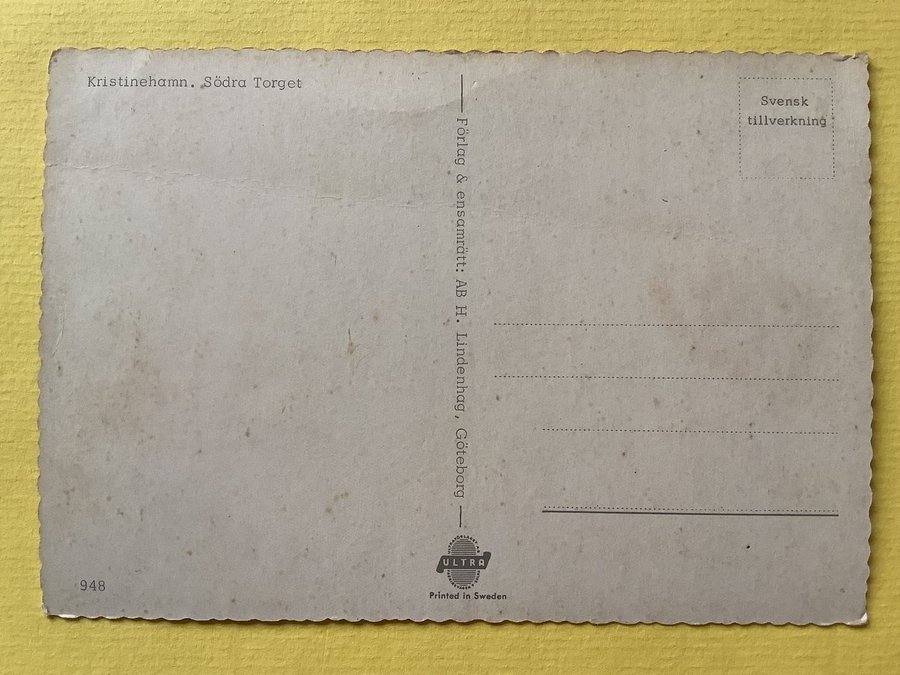 Kristinehamn. Södra Torget
Svensk
tillverkning
Förlag & ensamrätt: AB H. Lindenhag, Göteborg
948
ULTRA
Printed in Sweden